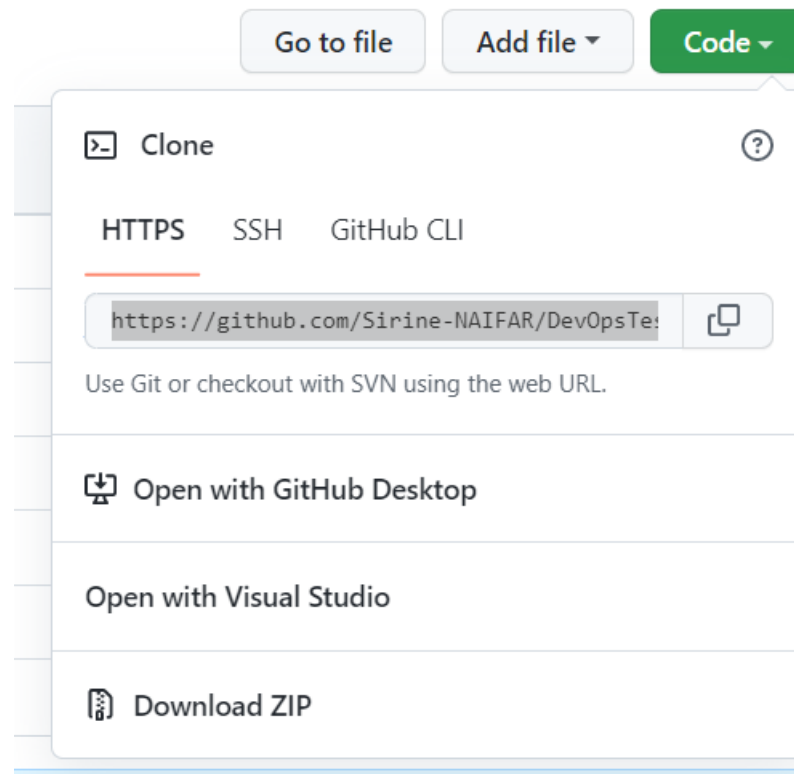 Go to file Add file Code
Clone
HTTPS SSH GitHub CLI
https://github.com/Sirine-NAIFAR/DevOpsTes
Use Git or checkout with SVN using the web URL.
Open with GitHub Desktop
Open with Visual Studio
Download ZIP